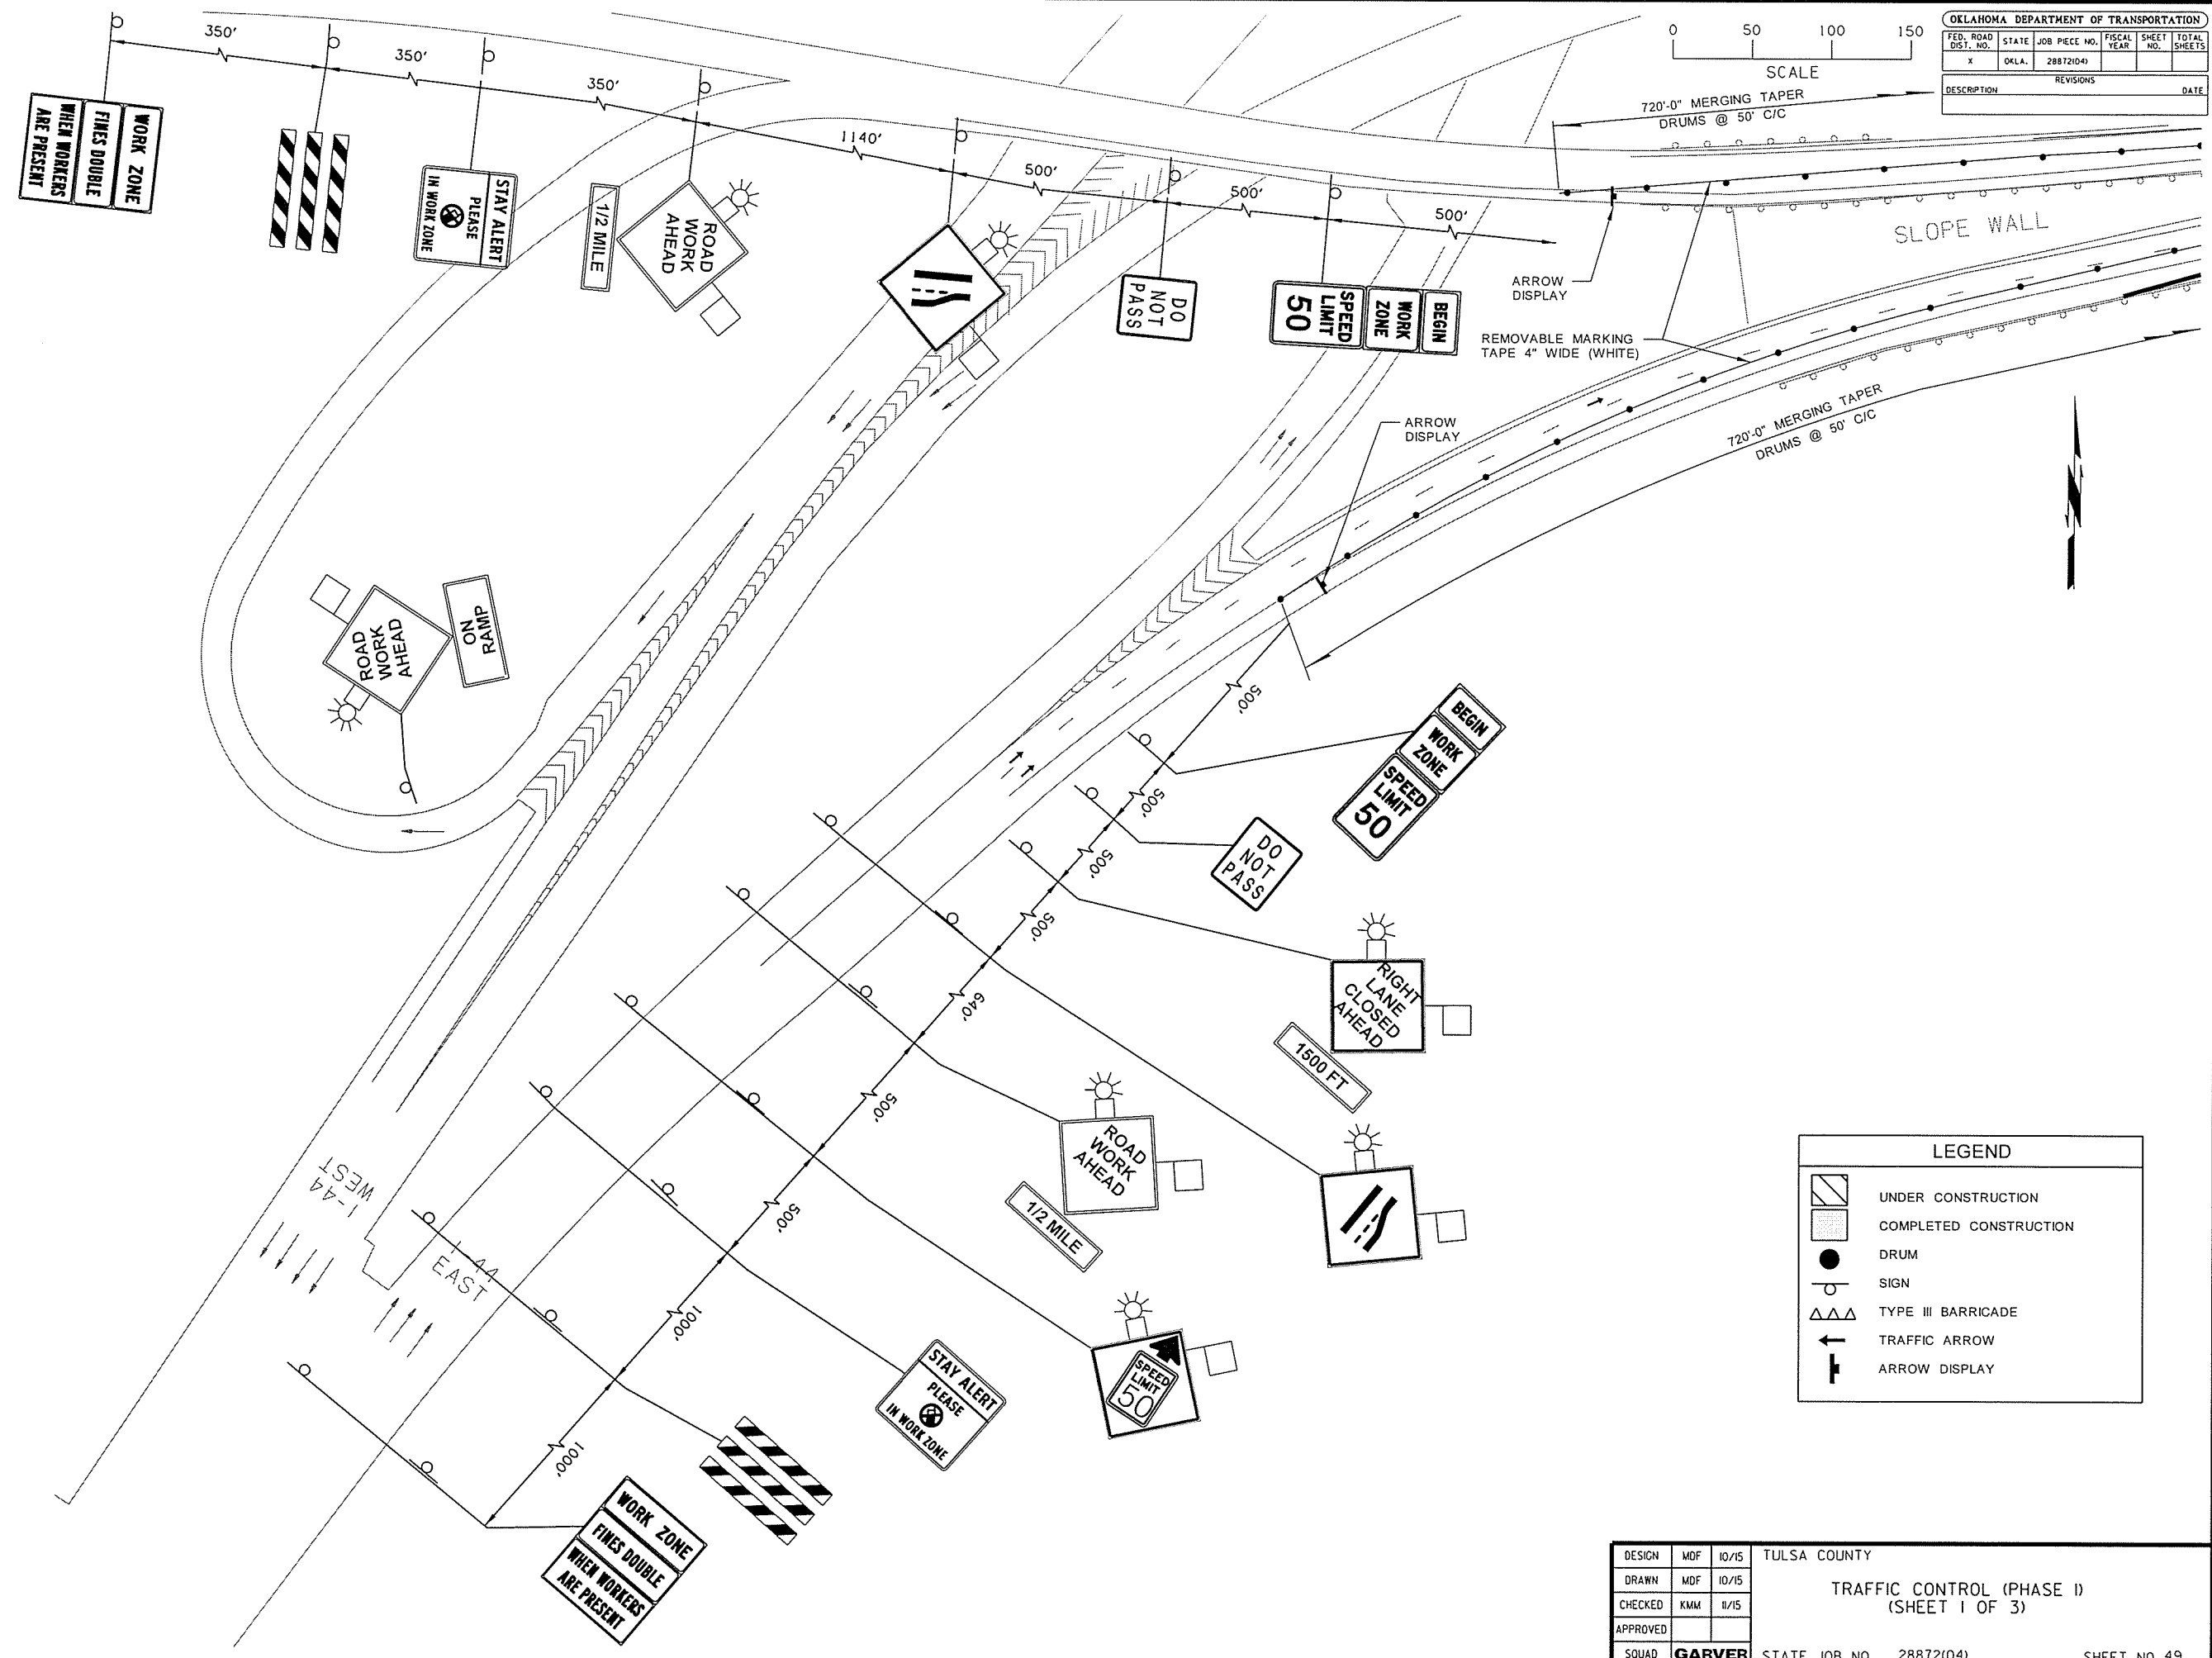 350'
350'
350'
1140'
500'
500'
500'
0 50 100 150
SCALE
OKLAHOMA DEPARTMENT OF TRANSPORTATION
FED. ROAD DIST. NO. STATE JOB PIECE NO. FISCAL YEAR SHEET NO. TOTAL SHEETS
X OKLA. 28872(04)
REVISIONS
DESCRIPTION DATE
720'-0" MERGING TAPER
DRUMS @ 50' C/C
WORK ZONE
FINES DOUBLE
WHEN WORKERS
ARE PRESENT
STAY ALERT
PLEASE
IN WORK ZONE
1/2 MILE
ROAD
WORK
AHEAD
DO
NOT
PASS
BEGIN
WORK
ZONE
SPEED
LIMIT
50
ARROW
DISPLAY
SLOPE WALL
REMOVABLE MARKING
TAPE 4" WIDE (WHITE)
ARROW
DISPLAY
720'-0" MERGING TAPER
DRUMS @ 50' C/C
N
ROAD
WORK
AHEAD
ON
RAMP
500'
500'
500'
500'
640'
500'
500'
1000'
1000'
BEGIN
WORK
ZONE
SPEED
LIMIT
50
DO
NOT
PASS
RIGHT
LANE
CLOSED
AHEAD
1500 FT
ROAD
WORK
AHEAD
1/2 MILE
SPEED
LIMIT
50
STAY ALERT
PLEASE
IN WORK ZONE
WORK ZONE
FINES DOUBLE
WHEN WORKERS
ARE PRESENT
I-44
WEST
I-44
EAST
LEGEND
UNDER CONSTRUCTION
COMPLETED CONSTRUCTION
DRUM
SIGN
TYPE III BARRICADE
TRAFFIC ARROW
ARROW DISPLAY
DESIGN MDF 10/15
DRAWN MDF 10/15
CHECKED KMM 11/15
APPROVED
SQUAD GARVER
TULSA COUNTY
TRAFFIC CONTROL (PHASE I)
(SHEET 1 OF 3)
STATE JOB NO. 28872(04) SHEET NO. 49